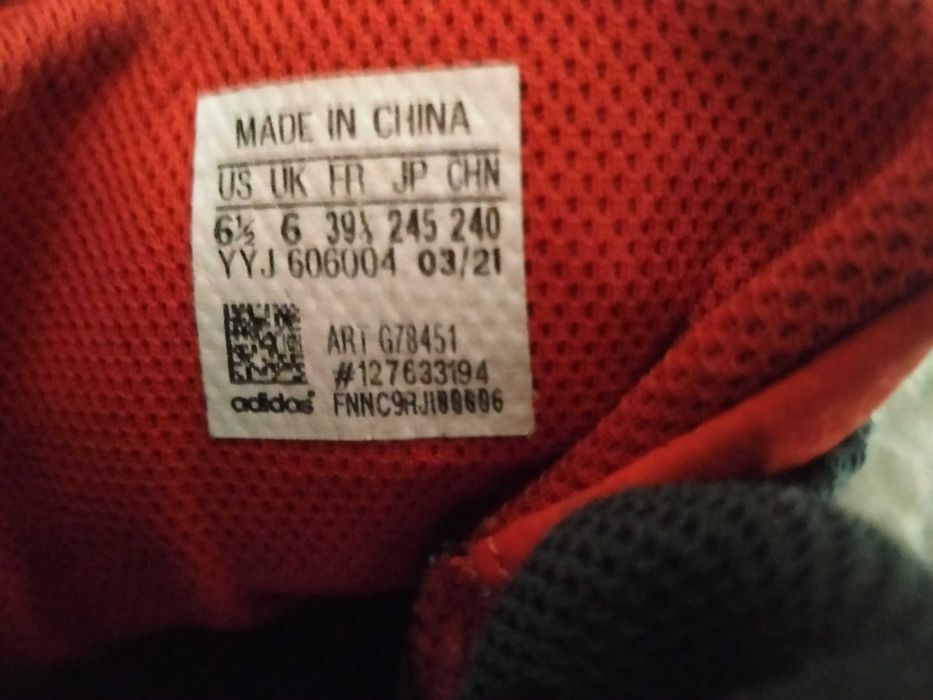 MADE IN CHINA
US UK FR JP CHN
6½ 6 39⅓ 245 240
YYJ 606004 03/21
ART G78451
#127633194
adidas